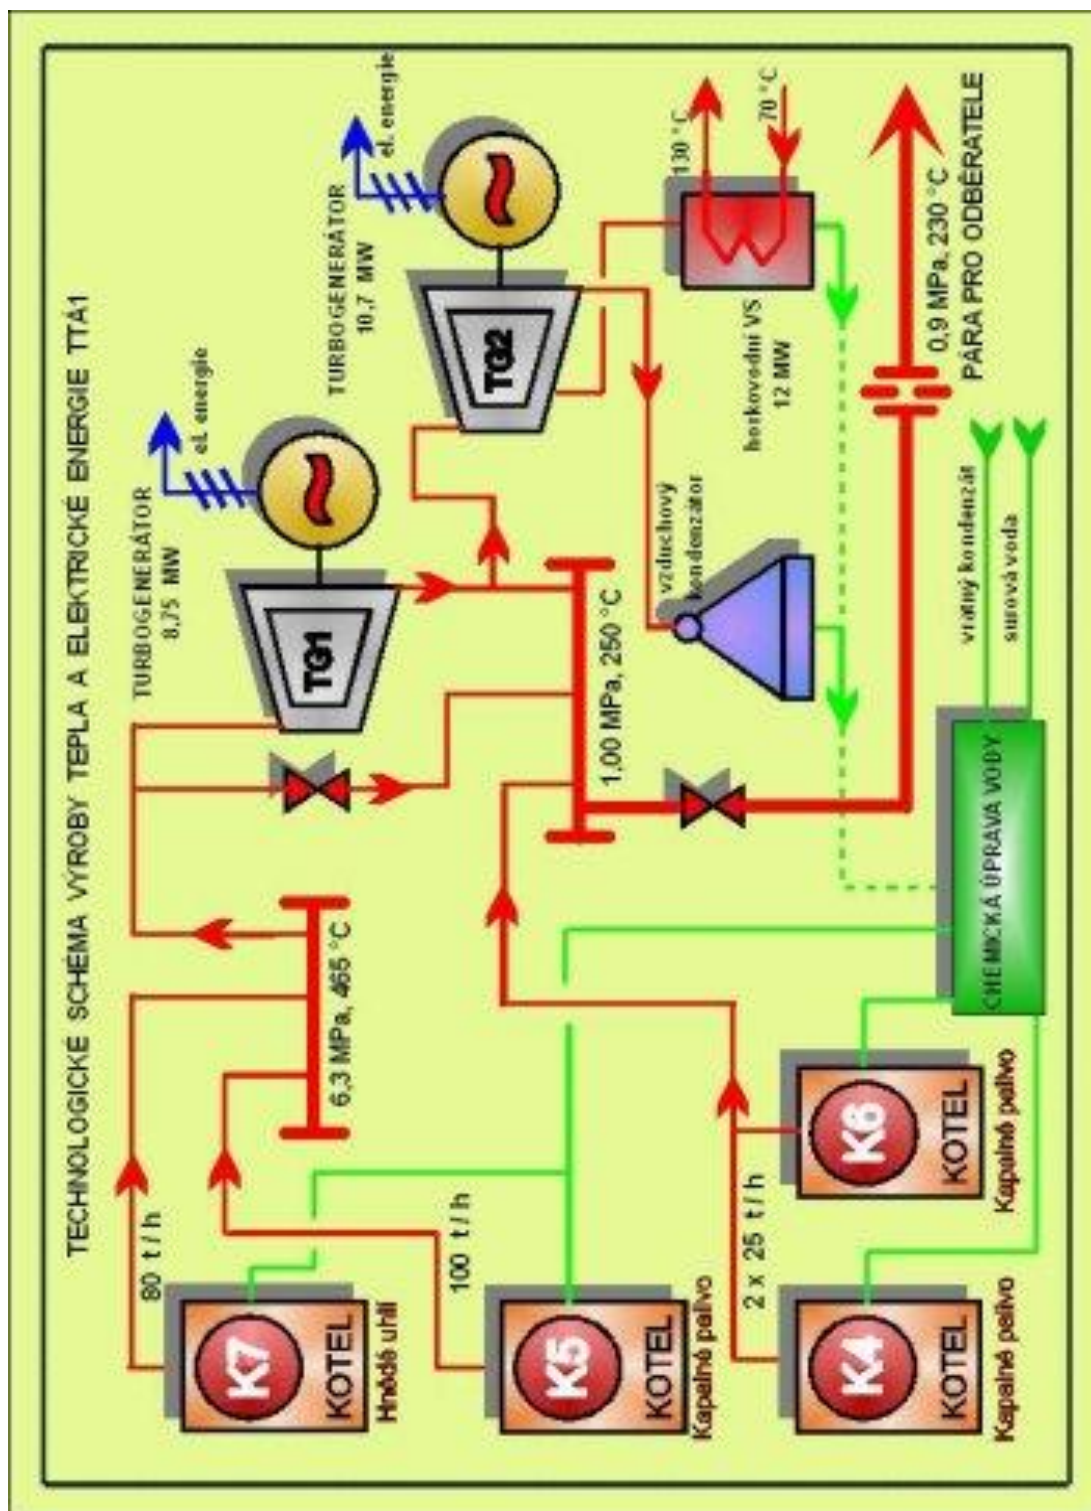 TECHNOLOGICKÉ SCHÉMA VÝROBY TEPLA A ELEKTRICKÉ ENERGIE TTA1
80 t/h
K7
KOTEL
Hnědé uhlí
100 t/h
K5
KOTEL
Kapalné palivo
2 x 25 t/h
K4
KOTEL
Kapalné palivo
K6
KOTEL
Kapalné palivo
6,3 MPa, 465 °C
TURBOGENERÁTOR
8,75 MW
el. energie
TG1
TURBOGENERÁTOR
10,7 MW
el. energie
TG2
1,00 MPa, 250 °C
vzduchový
kondenzátor
130 °C
70 °C
horkovodní VS
12 MW
0,9 MPa, 230 °C
PÁRA PRO ODBĚRATELE
vratný kondenzát
surová voda
CHEMICKÁ ÚPRAVA VODY